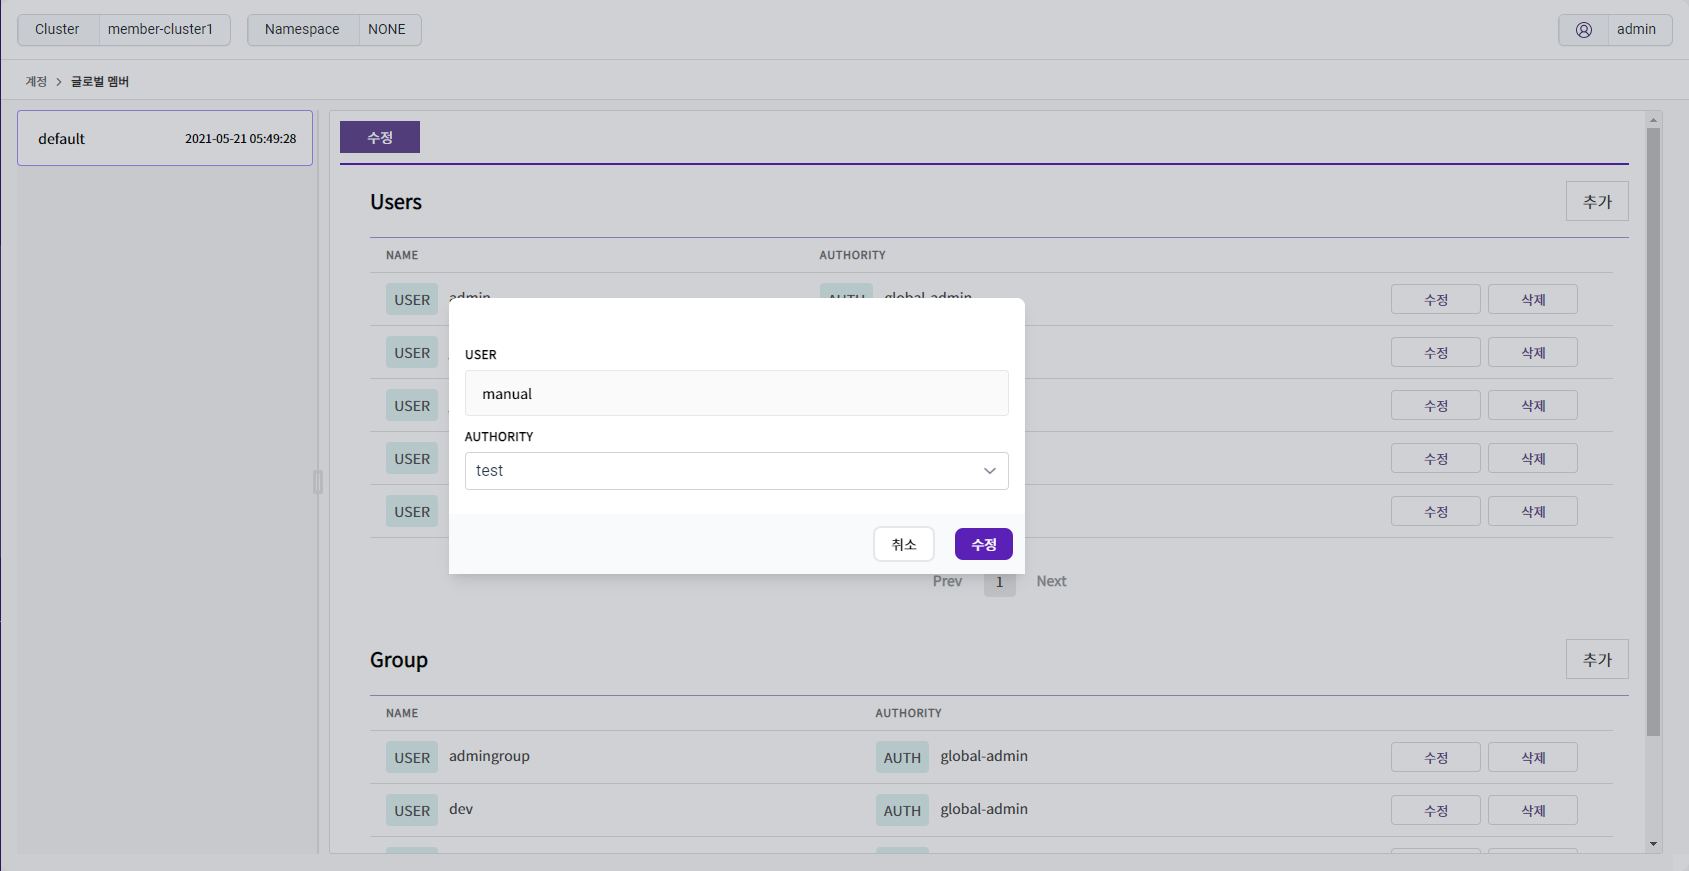 Cluster member-cluster1 Namespace NONE admin
계정 > 글로벌 멤버
default 2021-05-21 05:49:28
수정
Users 추가
NAME AUTHORITY
USER admin AUTH global-admin 수정 삭제
USER 수정 삭제
USER 수정 삭제
USER 수정 삭제
USER 수정 삭제
USER
manual
AUTHORITY
test
취소 수정
Prev 1 Next
Group 추가
NAME AUTHORITY
USER admingroup AUTH global-admin 수정 삭제
USER dev AUTH global-admin 수정 삭제